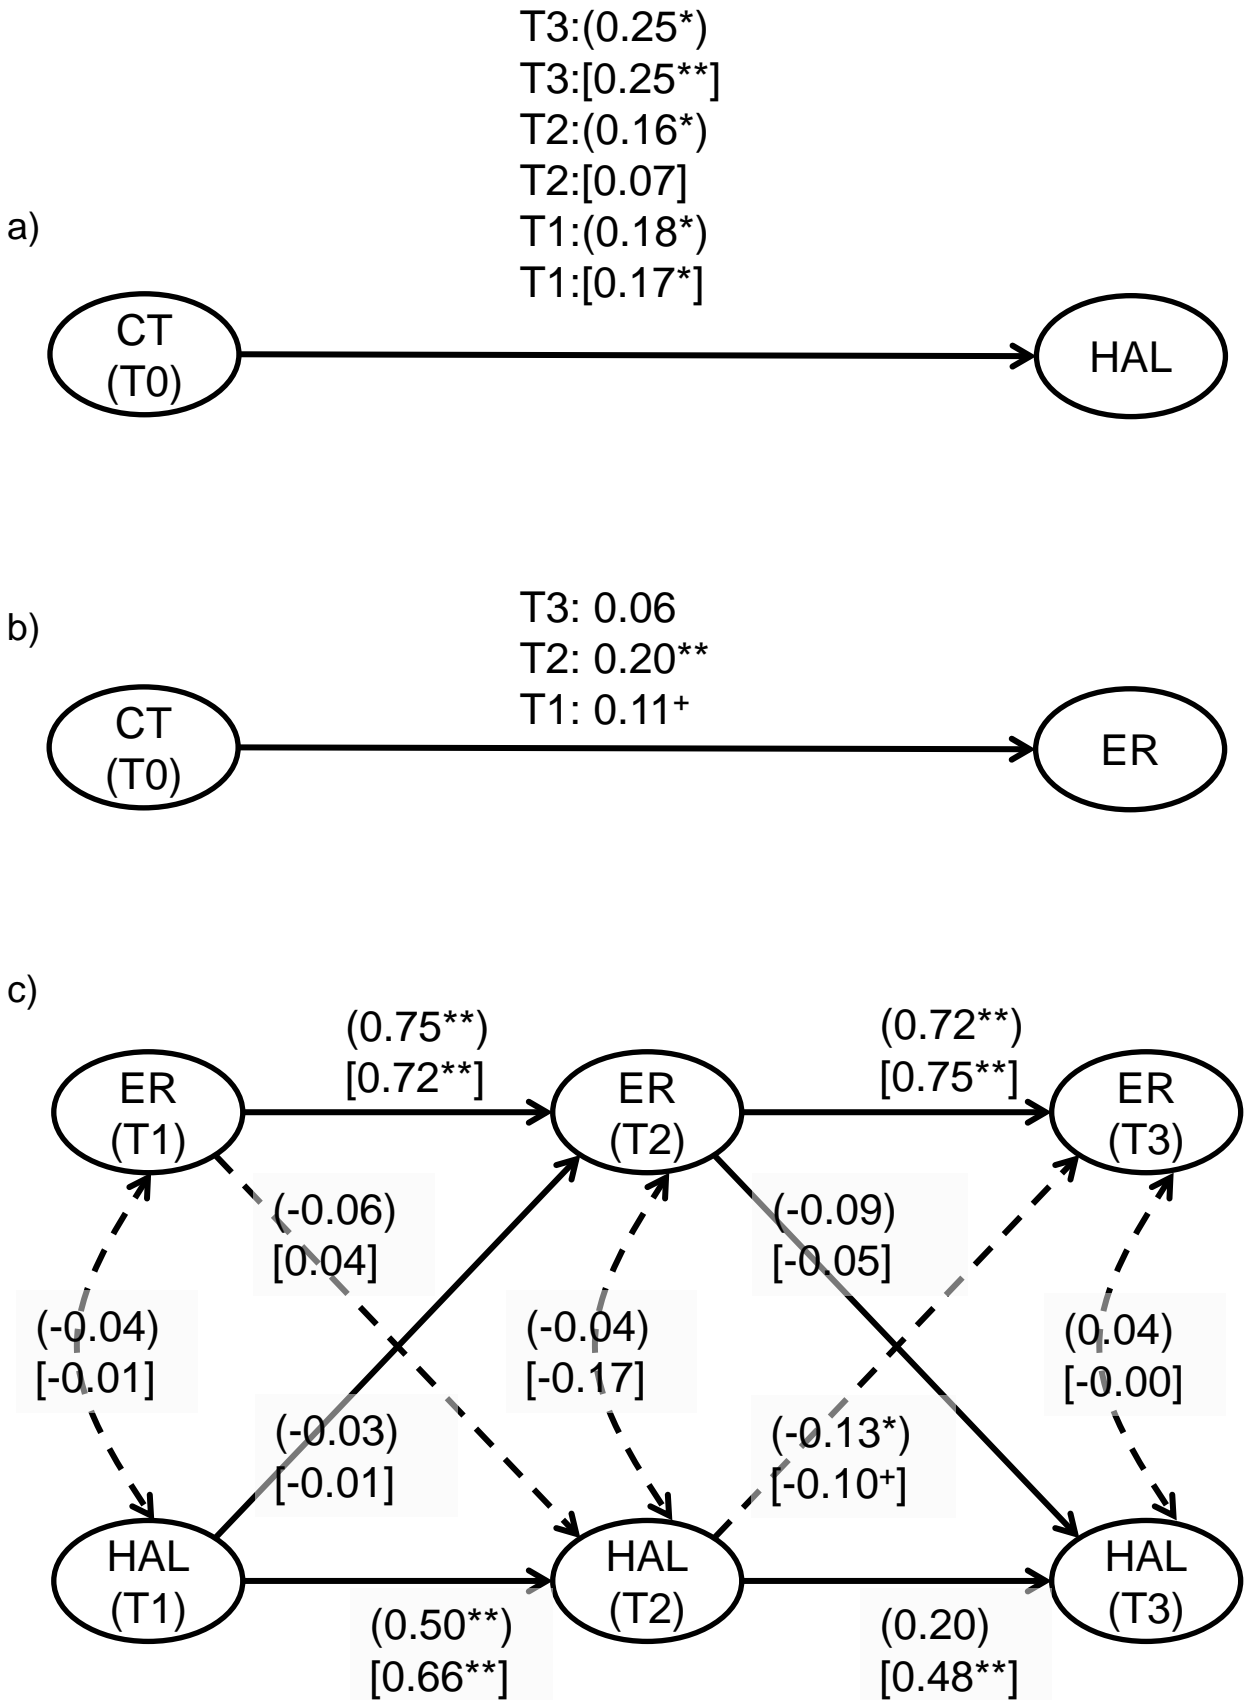 T3:(0.25*)
T3:[0.25**]
T2:(0.16*)
T2:[0.07]
a)
T1:(0.18*)
T1:[0.17*]
CT
(T0)
HAL
b)
T3: 0.06
T2: 0.20**
T1: 0.11⁺
CT
(T0)
ER
c)
(0.75**)
[0.72**]
(0.72**)
[0.75**]
ER
(T1)
ER
(T2)
ER
(T3)
(-0.06)
[0.04]
(-0.09)
[-0.05]
(-0.04)
[-0.01]
(-0.04)
[-0.17]
(0.04)
[-0.00]
(-0.03)
[-0.01]
(-0.13*)
[-0.10⁺]
HAL
(T1)
HAL
(T2)
HAL
(T3)
(0.50**)
[0.66**]
(0.20)
[0.48**]